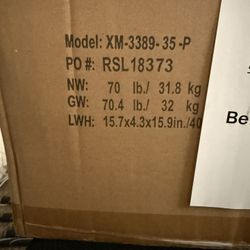 Model: XM-3389-35-P
PO #: RSL18373
NW: 70 lb./ 31.8 kg
GW: 70.4 lb./ 32 kg
LWH: 15.7x4.3x15.9in./40
Be